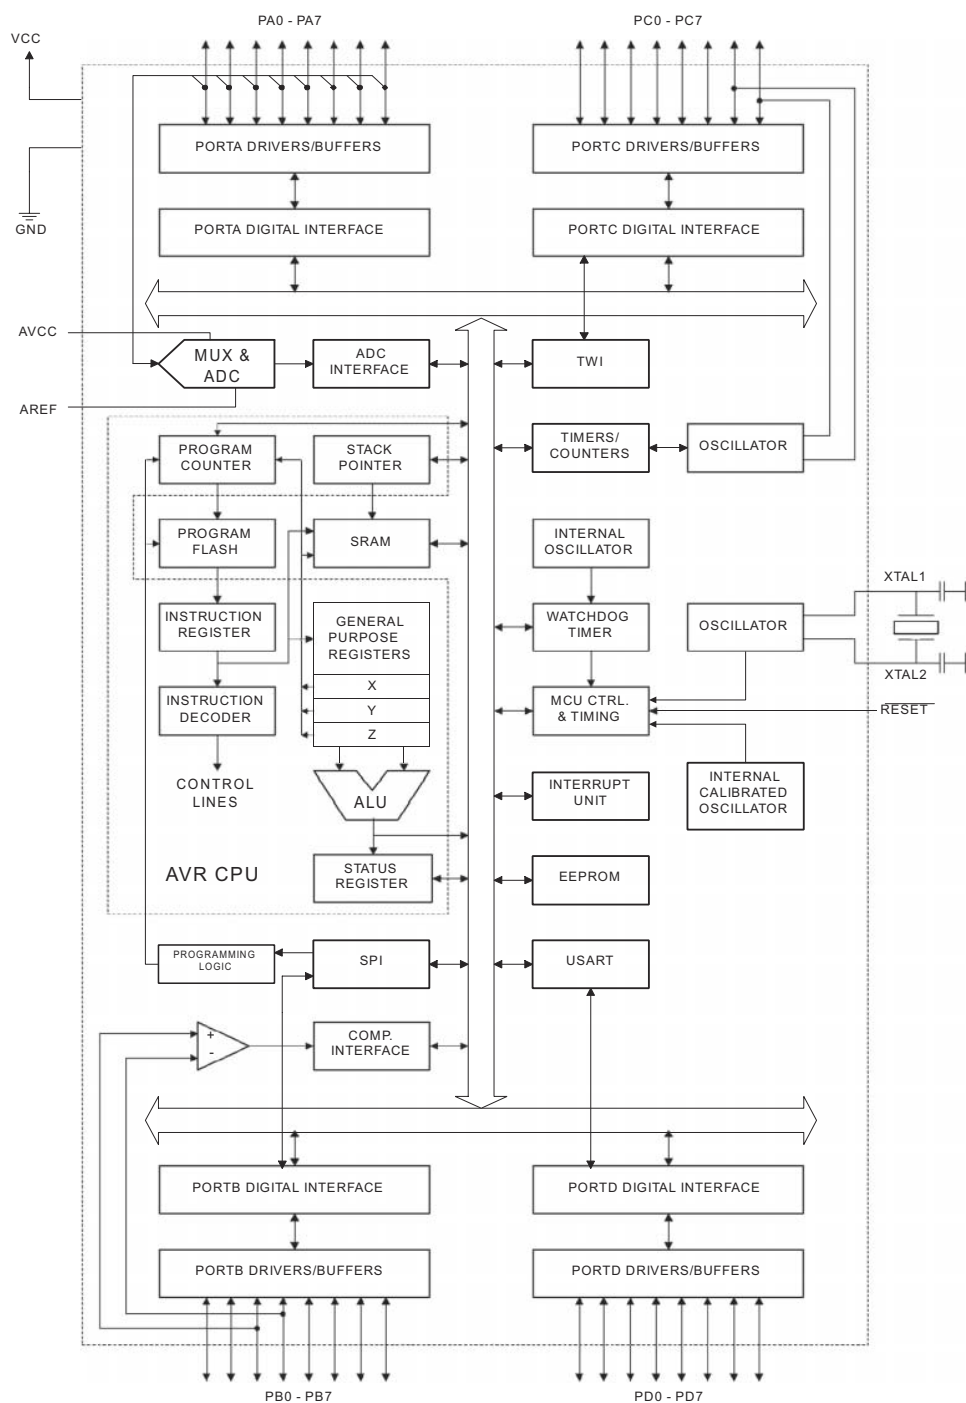 PA0 - PA7
PC0 - PC7
VCC
PORTA DRIVERS/BUFFERS
PORTC DRIVERS/BUFFERS
GND
PORTA DIGITAL INTERFACE
PORTC DIGITAL INTERFACE
AVCC
MUX &
ADC
ADC
INTERFACE
TWI
AREF
PROGRAM
COUNTER
STACK
POINTER
TIMERS/
COUNTERS
OSCILLATOR
PROGRAM
FLASH
SRAM
INTERNAL
OSCILLATOR
XTAL1
INSTRUCTION
REGISTER
GENERAL
PURPOSE
REGISTERS
WATCHDOG
TIMER
OSCILLATOR
XTAL2
X
Y
Z
INSTRUCTION
DECODER
MCU CTRL.
& TIMING
RESET
CONTROL
LINES
ALU
INTERRUPT
UNIT
INTERNAL
CALIBRATED
OSCILLATOR
AVR CPU
STATUS
REGISTER
EEPROM
PROGRAMMING
LOGIC
SPI
USART
+
-
COMP.
INTERFACE
PORTB DIGITAL INTERFACE
PORTD DIGITAL INTERFACE
PORTB DRIVERS/BUFFERS
PORTD DRIVERS/BUFFERS
PB0 - PB7
PD0 - PD7